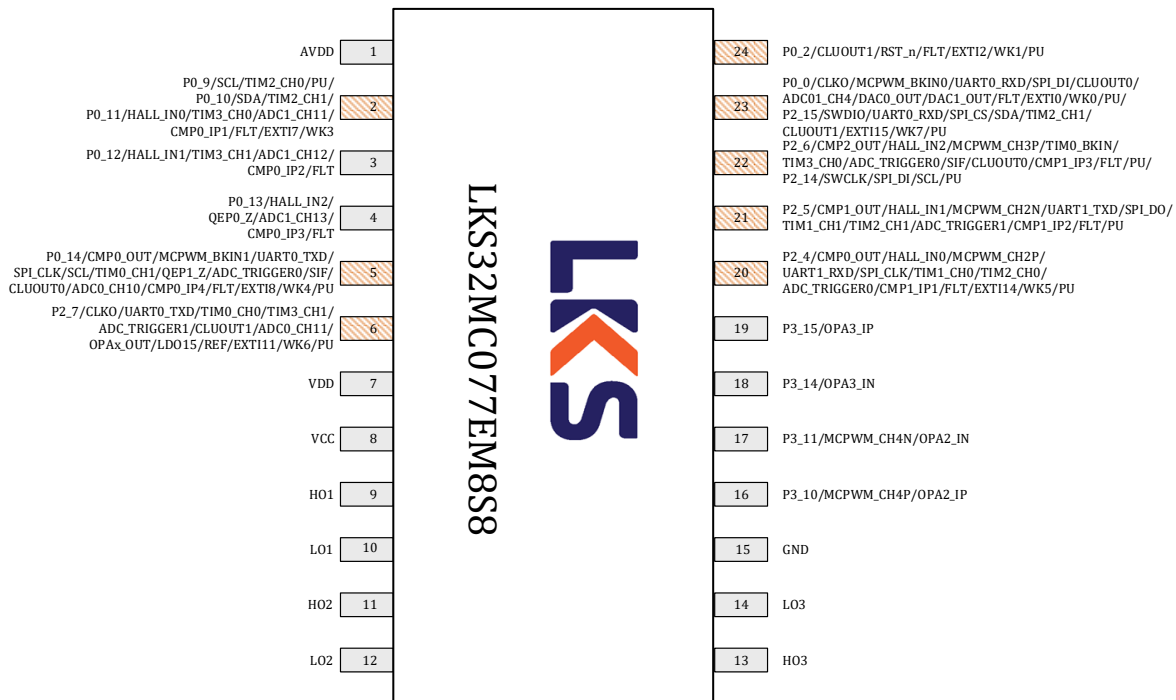 AVDD
1
P0_9/SCL/TIM2_CH0/PU/
P0_10/SDA/TIM2_CH1/
P0_11/HALL_IN0/TIM3_CH0/ADC1_CH11/
CMP0_IP1/FLT/EXTI7/WK3
2
P0_12/HALL_IN1/TIM3_CH1/ADC1_CH12/
CMP0_IP2/FLT
3
P0_13/HALL_IN2/
QEP0_Z/ADC1_CH13/
CMP0_IP3/FLT
4
P0_14/CMP0_OUT/MCPWM_BKIN1/UART0_TXD/
SPI_CLK/SCL/TIM0_CH1/QEP1_Z/ADC_TRIGGER0/SIF/
CLUOUT0/ADC0_CH10/CMP0_IP4/FLT/EXTI8/WK4/PU
5
P2_7/CLKO/UART0_TXD/TIM0_CH0/TIM3_CH1/
ADC_TRIGGER1/CLUOUT1/ADC0_CH11/
OPAx_OUT/LDO15/REF/EXTI11/WK6/PU
6
VDD
7
VCC
8
HO1
9
LO1
10
HO2
11
LO2
12
LKS32MC077EM8S8
LKS
24
P0_2/CLUOUT1/RST_n/FLT/EXTI2/WK1/PU
23
P0_0/CLKO/MCPWM_BKIN0/UART0_RXD/SPI_DI/CLUOUT0/
ADC01_CH4/DAC0_OUT/DAC1_OUT/FLT/EXTI0/WK0/PU/
P2_15/SWDIO/UART0_RXD/SPI_CS/SDA/TIM2_CH1/
CLUOUT1/EXTI15/WK7/PU
22
P2_6/CMP2_OUT/HALL_IN2/MCPWM_CH3P/TIM0_BKIN/
TIM3_CH0/ADC_TRIGGER0/SIF/CLUOUT0/CMP1_IP3/FLT/PU/
P2_14/SWCLK/SPI_DI/SCL/PU
21
P2_5/CMP1_OUT/HALL_IN1/MCPWM_CH2N/UART1_TXD/SPI_DO/
TIM1_CH1/TIM2_CH1/ADC_TRIGGER1/CMP1_IP2/FLT/PU
20
P2_4/CMP0_OUT/HALL_IN0/MCPWM_CH2P/
UART1_RXD/SPI_CLK/TIM1_CH0/TIM2_CH0/
ADC_TRIGGER0/CMP1_IP1/FLT/EXTI14/WK5/PU
19
P3_15/OPA3_IP
18
P3_14/OPA3_IN
17
P3_11/MCPWM_CH4N/OPA2_IN
16
P3_10/MCPWM_CH4P/OPA2_IP
15
GND
14
LO3
13
HO3